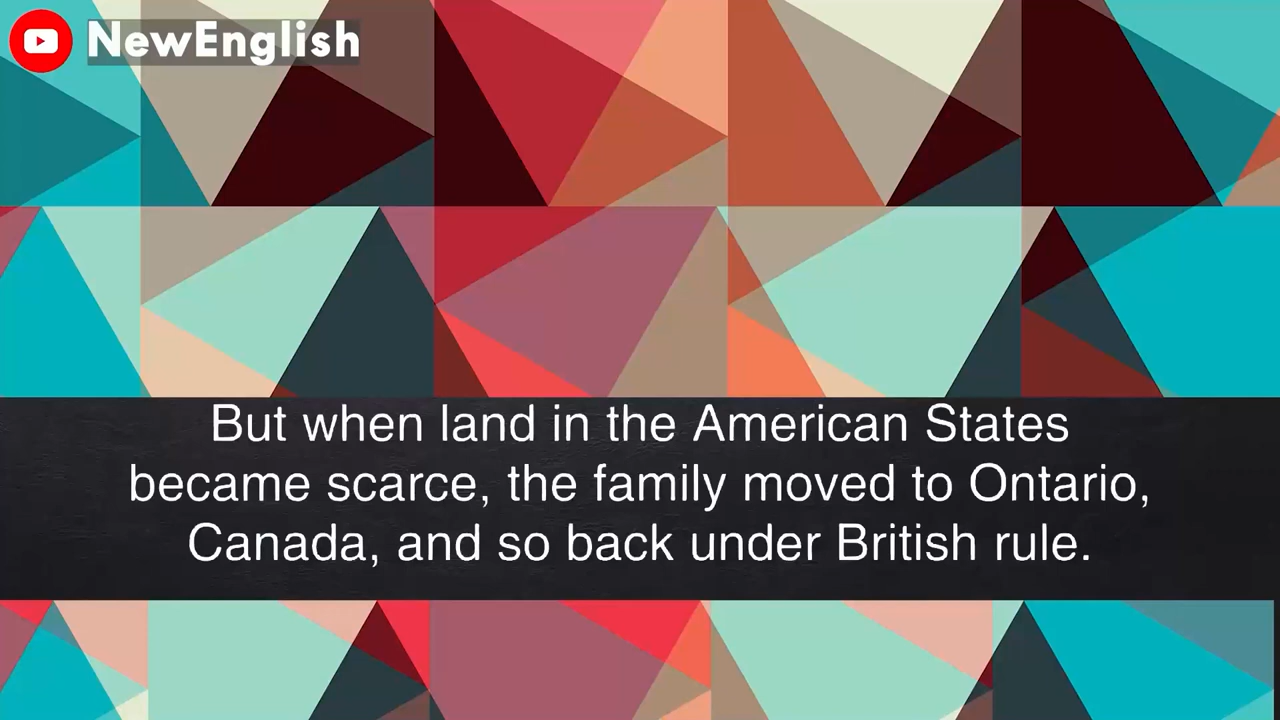 NewEnglish
But when land in the American States
became scarce, the family moved to Ontario,
Canada, and so back under British rule.